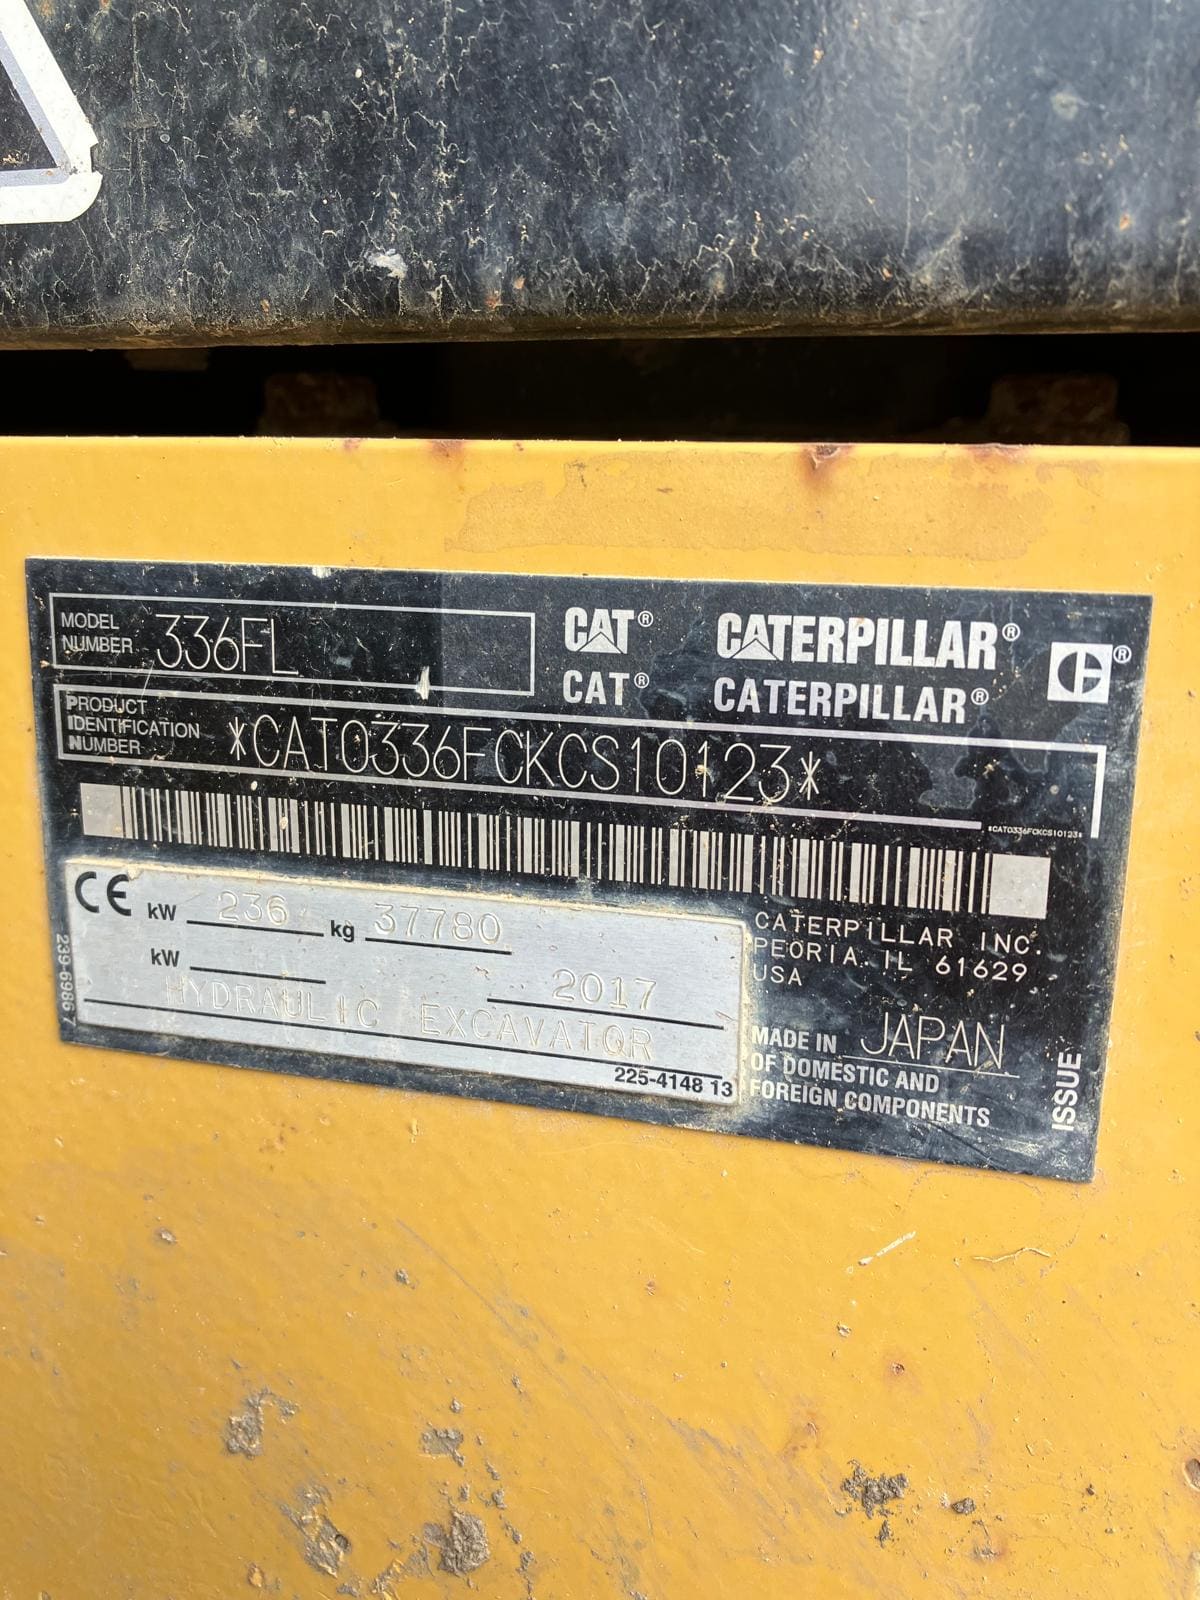 MODEL NUMBER 336FL
CAT® CATERPILLAR®
CAT® CATERPILLAR®
PRODUCT IDENTIFICATION NUMBER *CAT0336FCKCS10123*
*CAT0336FCKCS10123*
CE kW 236 kg 37780
kW 2017
HYDRAULIC EXCAVATOR
225-4148 13
239-6986 7
CATERPILLAR INC.
PEORIA IL 61629
USA
MADE IN JAPAN
OF DOMESTIC AND
FOREIGN COMPONENTS
ISSUE